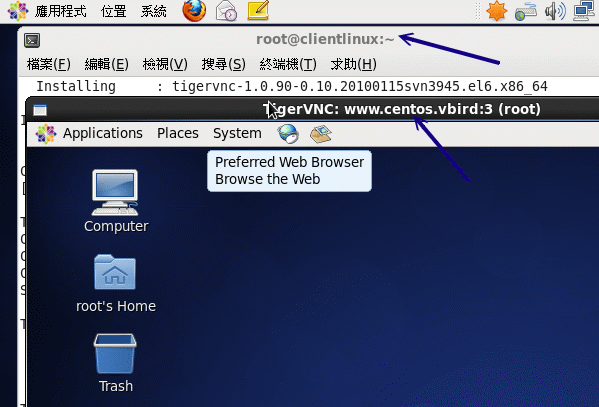 應用程式 位置 系統
root@clientlinux:~
檔案(F) 編輯(E) 檢視(V) 搜尋(S) 終端機(T) 求助(H)
Installing : tigervnc-1.0.90-0.10.20100115svn3945.el6.x86_64
TigerVNC: www.centos.vbird:3 (root)
Applications Places System
Preferred Web Browser
Browse the Web
Computer
root's Home
Trash